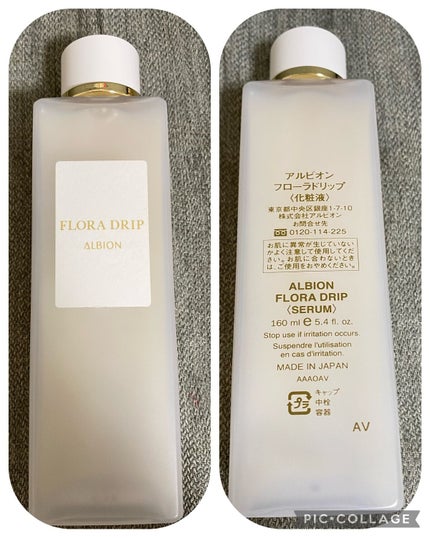 FLORA DRIP
ALBION
アルビオン
フローラドリップ
〈化粧液〉
東京都中央区銀座1-7-10
株式会社アルビオン
お問合せ先
0120-114-225
お肌に異常が生じていない
かよく注意して使用してくだ
さい。お肌に合わないとき
は、ご使用をおやめください。
ALBION
FLORA DRIP
〈SERUM〉
160 ml ℮ 5.4 fl. oz.
Stop use if irritation occurs.
Suspendre l'utilisation
en cas d'irritation.
MADE IN JAPAN
AAAOAV
プラ
キャップ
中栓
容器
AV
PIC•COLLAGE